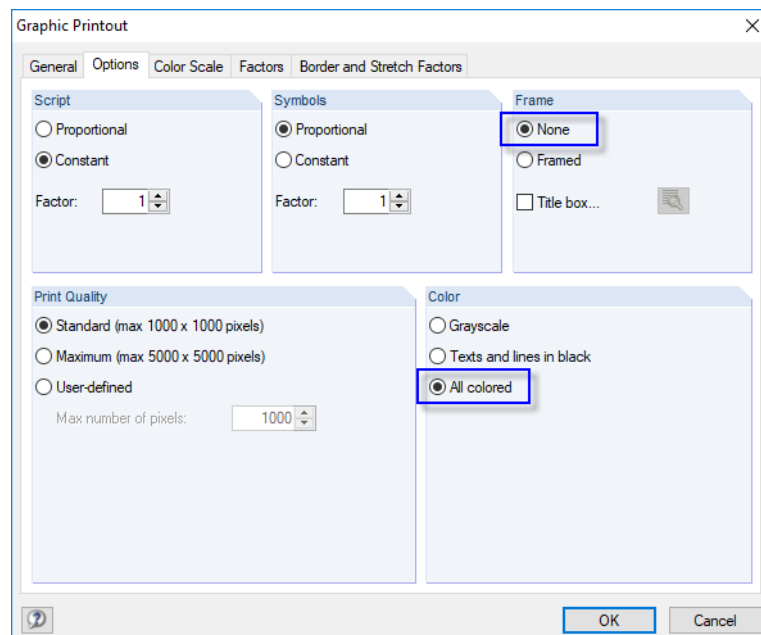 Graphic Printout
General Options Color Scale Factors Border and Stretch Factors
Script
Proportional
Constant
Factor: 1
Symbols
Proportional
Constant
Factor: 1
Frame
None
Framed
Title box...
Print Quality
Standard (max 1000 x 1000 pixels)
Maximum (max 5000 x 5000 pixels)
User-defined
Max number of pixels: 1000
Color
Grayscale
Texts and lines in black
All colored
OK Cancel